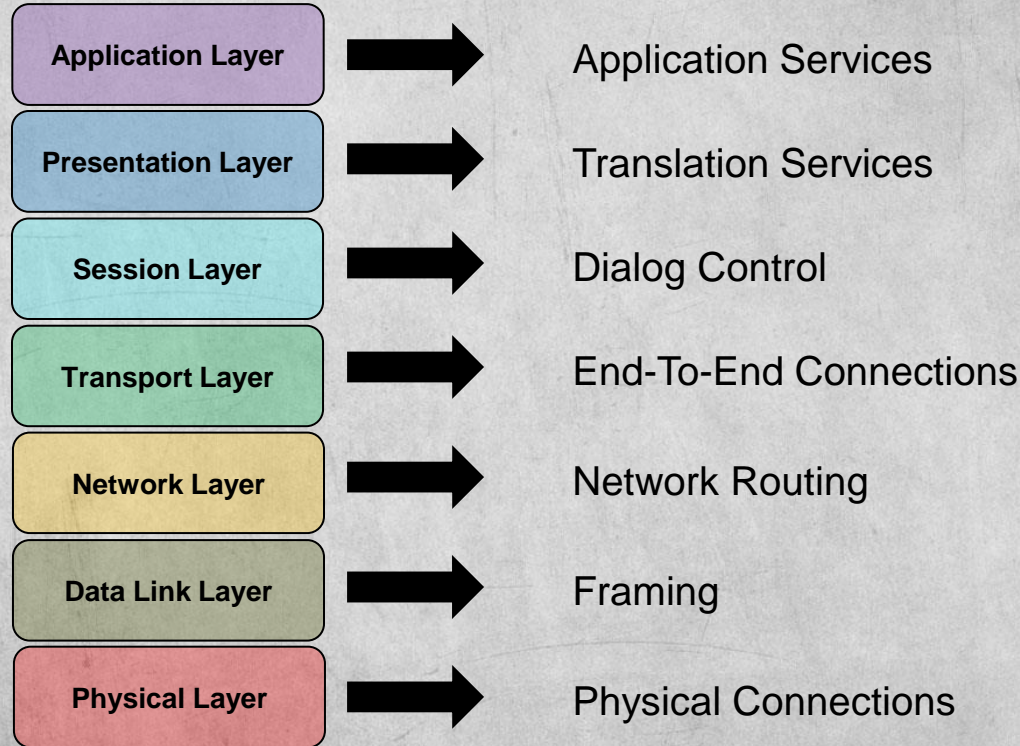 Application Layer Application Services
Presentation Layer Translation Services
Session Layer Dialog Control
Transport Layer End-To-End Connections
Network Layer Network Routing
Data Link Layer Framing
Physical Layer Physical Connections